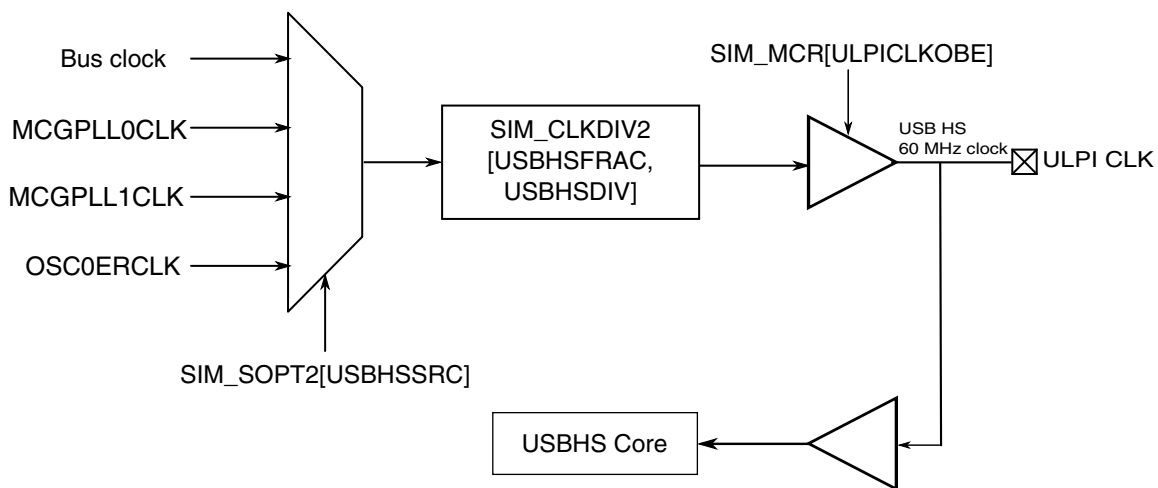 Bus clock
MCGPLL0CLK
MCGPLL1CLK
OSC0ERCLK
SIM_SOPT2[USBHSSRC]
SIM_CLKDIV2
[USBHSFRAC,
USBHSDIV]
SIM_MCR[ULPICLKOBE]
USB HS
60 MHz clock
ULPI CLK
USBHS Core